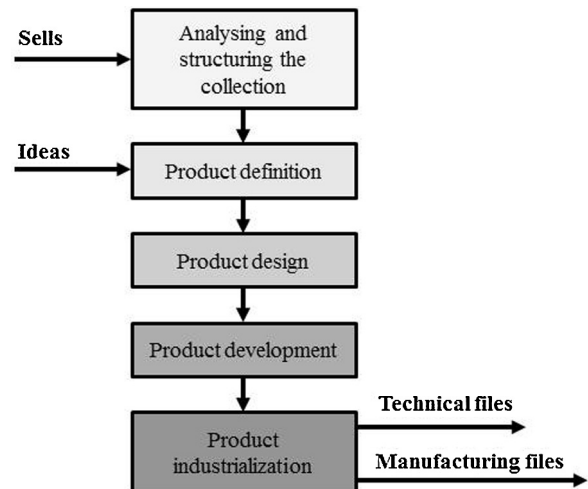 Sells
Analysing and
structuring the
collection
Ideas
Product definition
Product design
Product development
Product
industrialization
Technical files
Manufacturing files